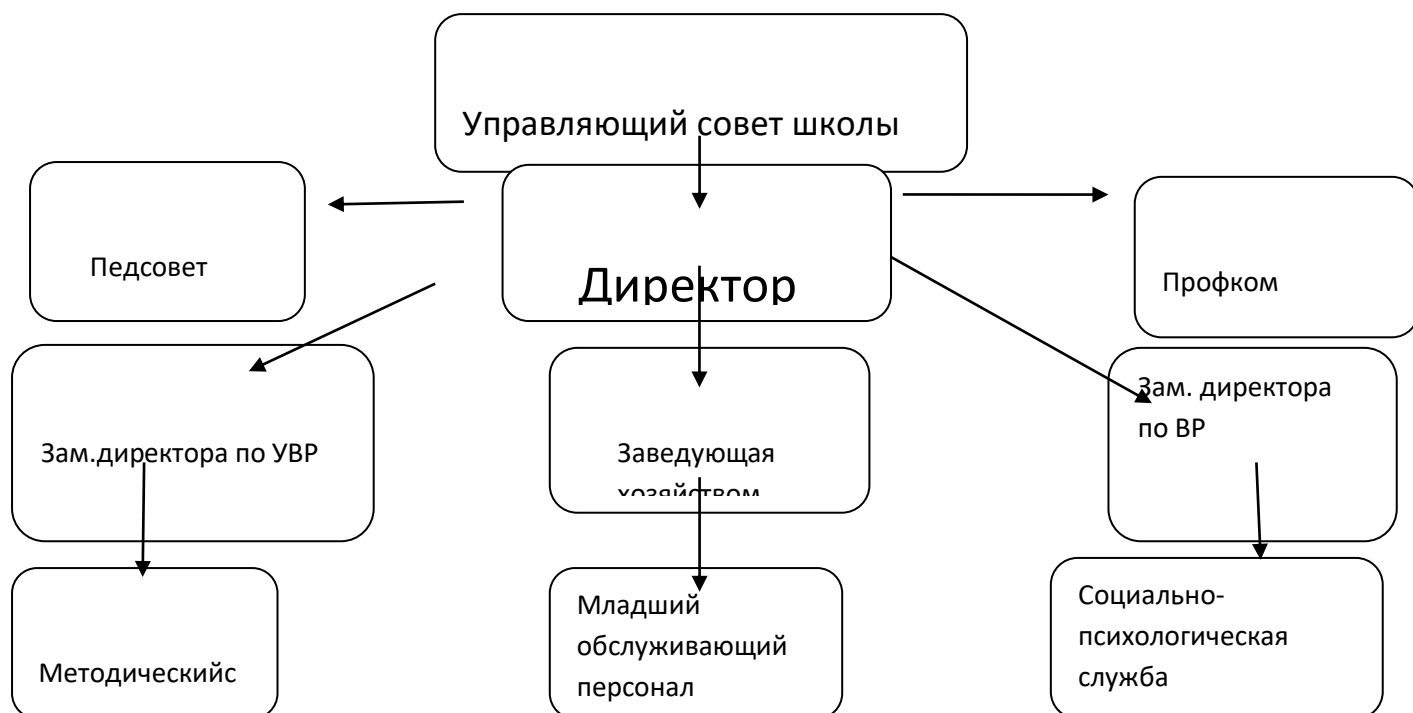 Управляющий совет школы
Педсовет
Директор
Профком
Зам.директора по УВР
Заведующая
хозяйством
Зам. директора
по ВР
Методическийс
Младший
обслуживающий
персонал
Социально-
психологическая
служба